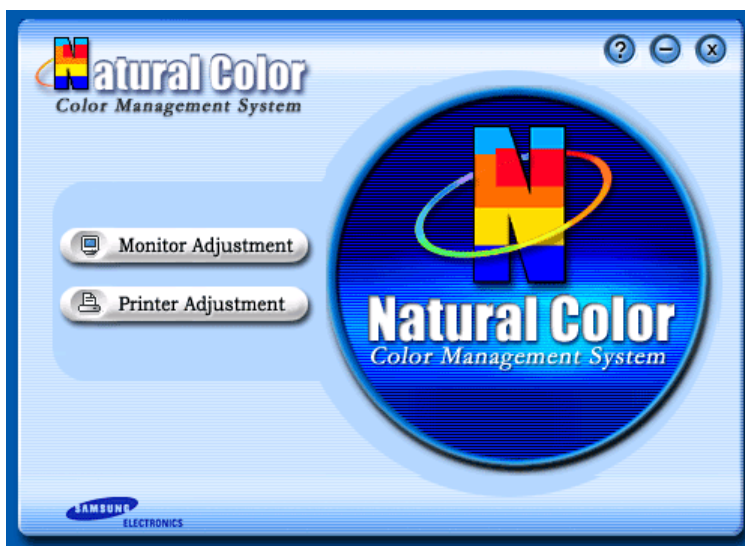 Natural Color
Color Management System
?
Monitor Adjustment
Printer Adjustment
N
Natural Color
Color Management System
SAMSUNG
ELECTRONICS